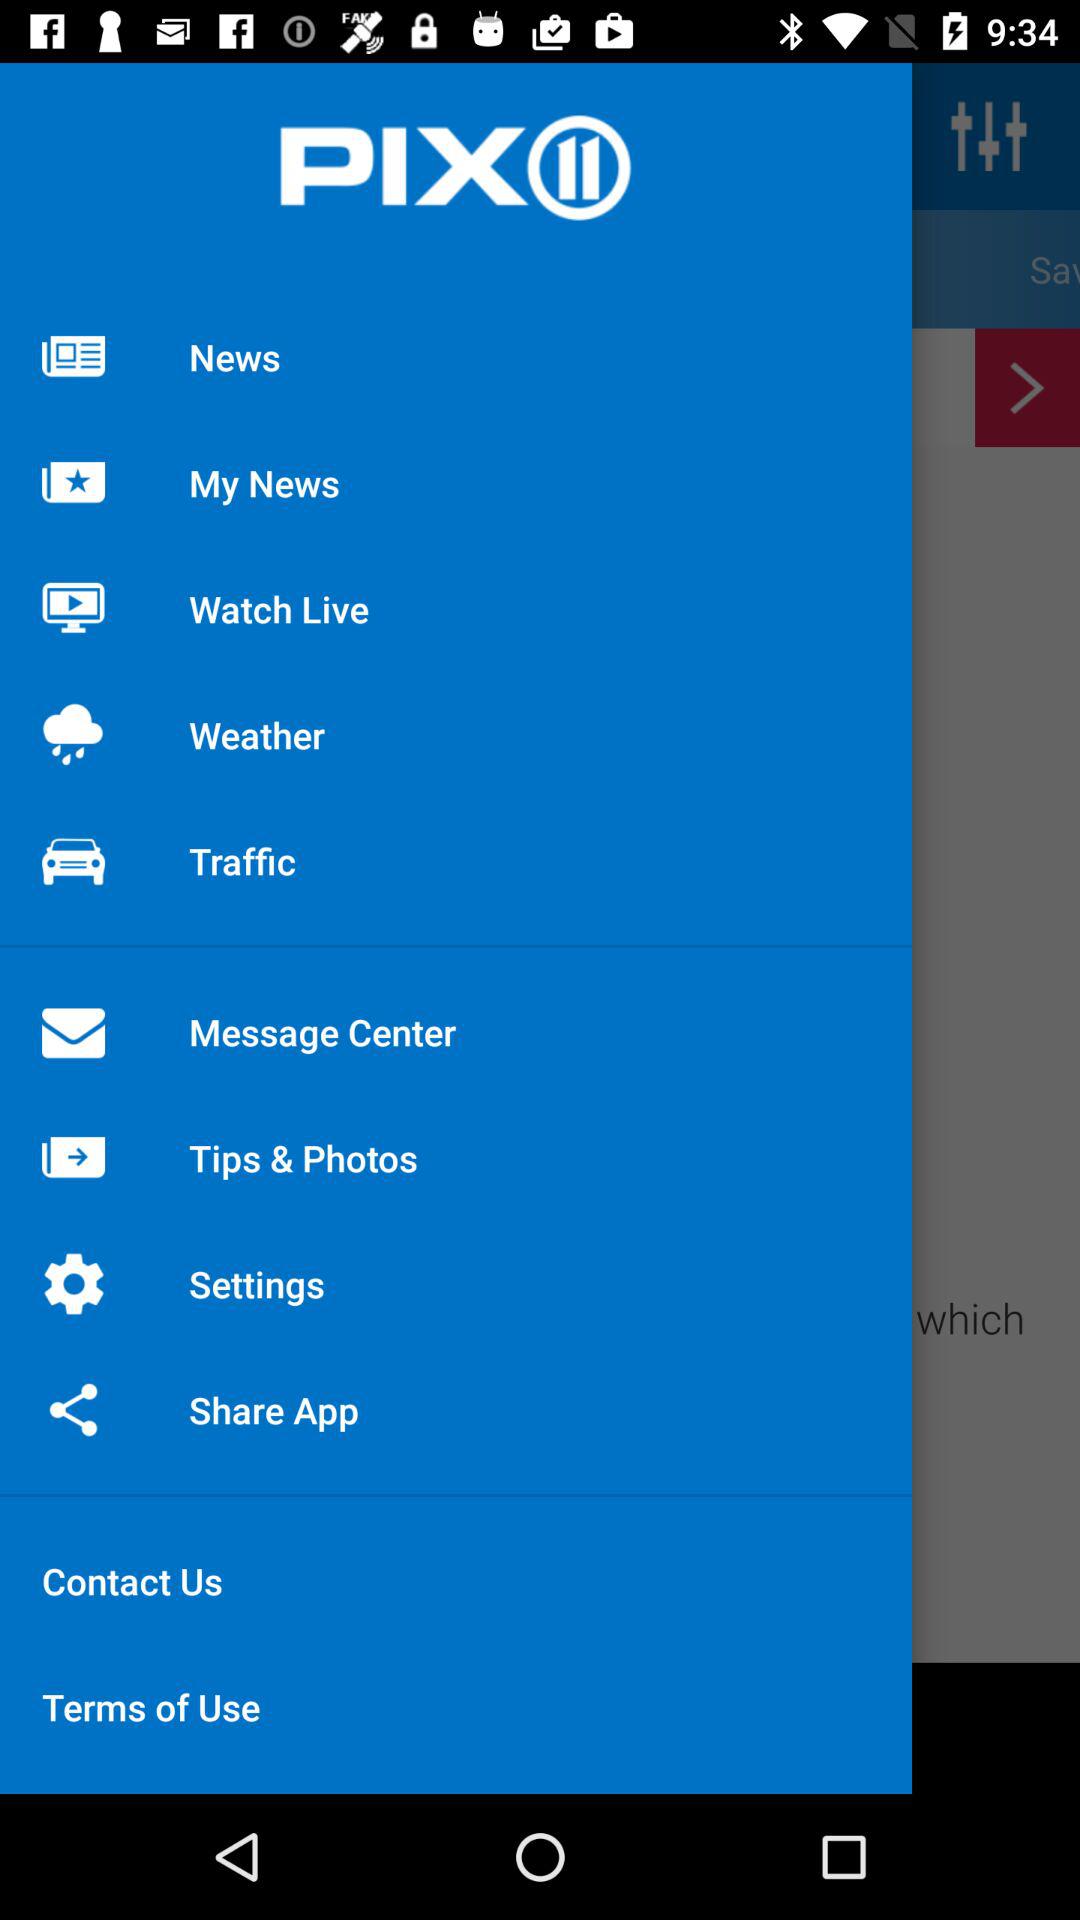 FAKE
9:34
PIX11
Sav
News
My News
Watch Live
Weather
Traffic
Message Center
Tips & Photos
Settings
which
Share App
Contact Us
Terms of Use